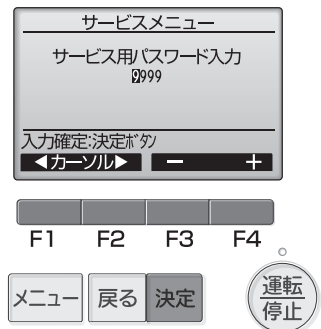 サービスメニュー
サービス用パスワード入力
9999
入力確定:決定ボタン
◀カーソル▶ － ＋
F1 F2 F3 F4
メニュー 戻る 決定 運転
停止